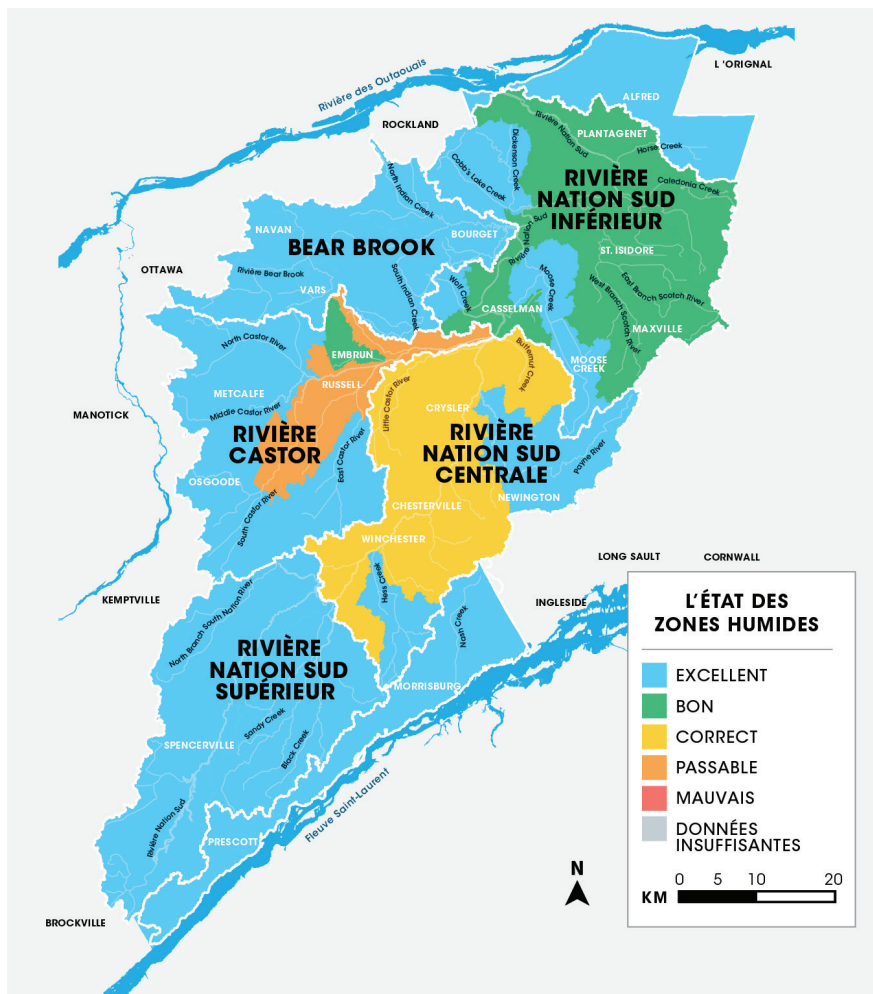 L 'ORIGNAL
Rivière des Outaouais
ALFRED
ROCKLAND
Rivière Nation Sud
PLANTAGENET
Horse Creek
Dickenson Creek
Cobb's Lake Creek
North Indian Creek
Caledonia Creek
RIVIÈRE
NATION SUD
INFÉRIEUR
NAVAN
BEAR BROOK
BOURGET
Rivière Nation Sud
ST. ISIDORE
OTTAWA
Rivière Bear Brook
South Indian Creek
Wolf Creek
Moose Creek
East Branch Scotch River
West Branch Scotch River
VARS
CASSELMAN
MAXVILLE
North Castor River
EMBRUN
Butternut Creek
MOOSE
CREEK
RUSSELL
METCALFE
Little Castor River
Middle Castor River
CRYSLER
MANOTICK
RIVIÈRE
CASTOR
RIVIÈRE
NATION SUD
CENTRALE
East Castor River
Payne River
OSGOODE
NEWINGTON
South Castor River
CHESTERVILLE
WINCHESTER
LONG SAULT
CORNWALL
Hess Creek
KEMPTVILLE
INGLESIDE
North Branch South Nation River
Nash Creek
RIVIÈRE
NATION SUD
SUPÉRIEUR
MORRISBURG
Sandy Creek
SPENCERVILLE
Black Creek
Rivière Nation Sud
Fleuve Saint-Laurent
PRESCOTT
BROCKVILLE
L'ÉTAT DES
ZONES HUMIDES
EXCELLENT
BON
CORRECT
PASSABLE
MAUVAIS
DONNÉES
INSUFFISANTES
N
0 5 10 20
KM